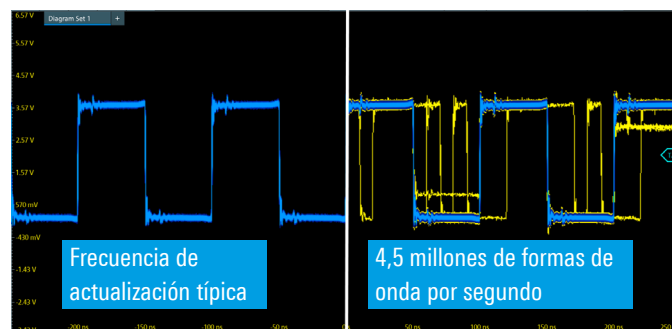 6.57 V
Diagram Set 1 +
5.57 V
4.57 V
3.57 V
2.57 V
1.57 V
570 mV
-430 mV
-1.43 V
-2.43 V
Frecuencia de
actualización típica
4,5 millones de formas de
onda por segundo
-200 ns
-150 ns
-100 ns
-50 ns
50 ns
100 ns
150 ns
200 ns